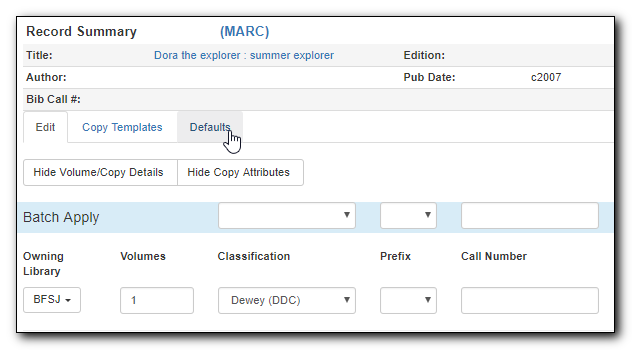 Record Summary (MARC)
Title: Dora the explorer : summer explorer Edition:
Author: Pub Date: c2007
Bib Call #:
Edit Copy Templates Defaults
Hide Volume/Copy Details Hide Copy Attributes
Batch Apply
Owning Library Volumes Classification Prefix Call Number
BFSJ 1 Dewey (DDC)